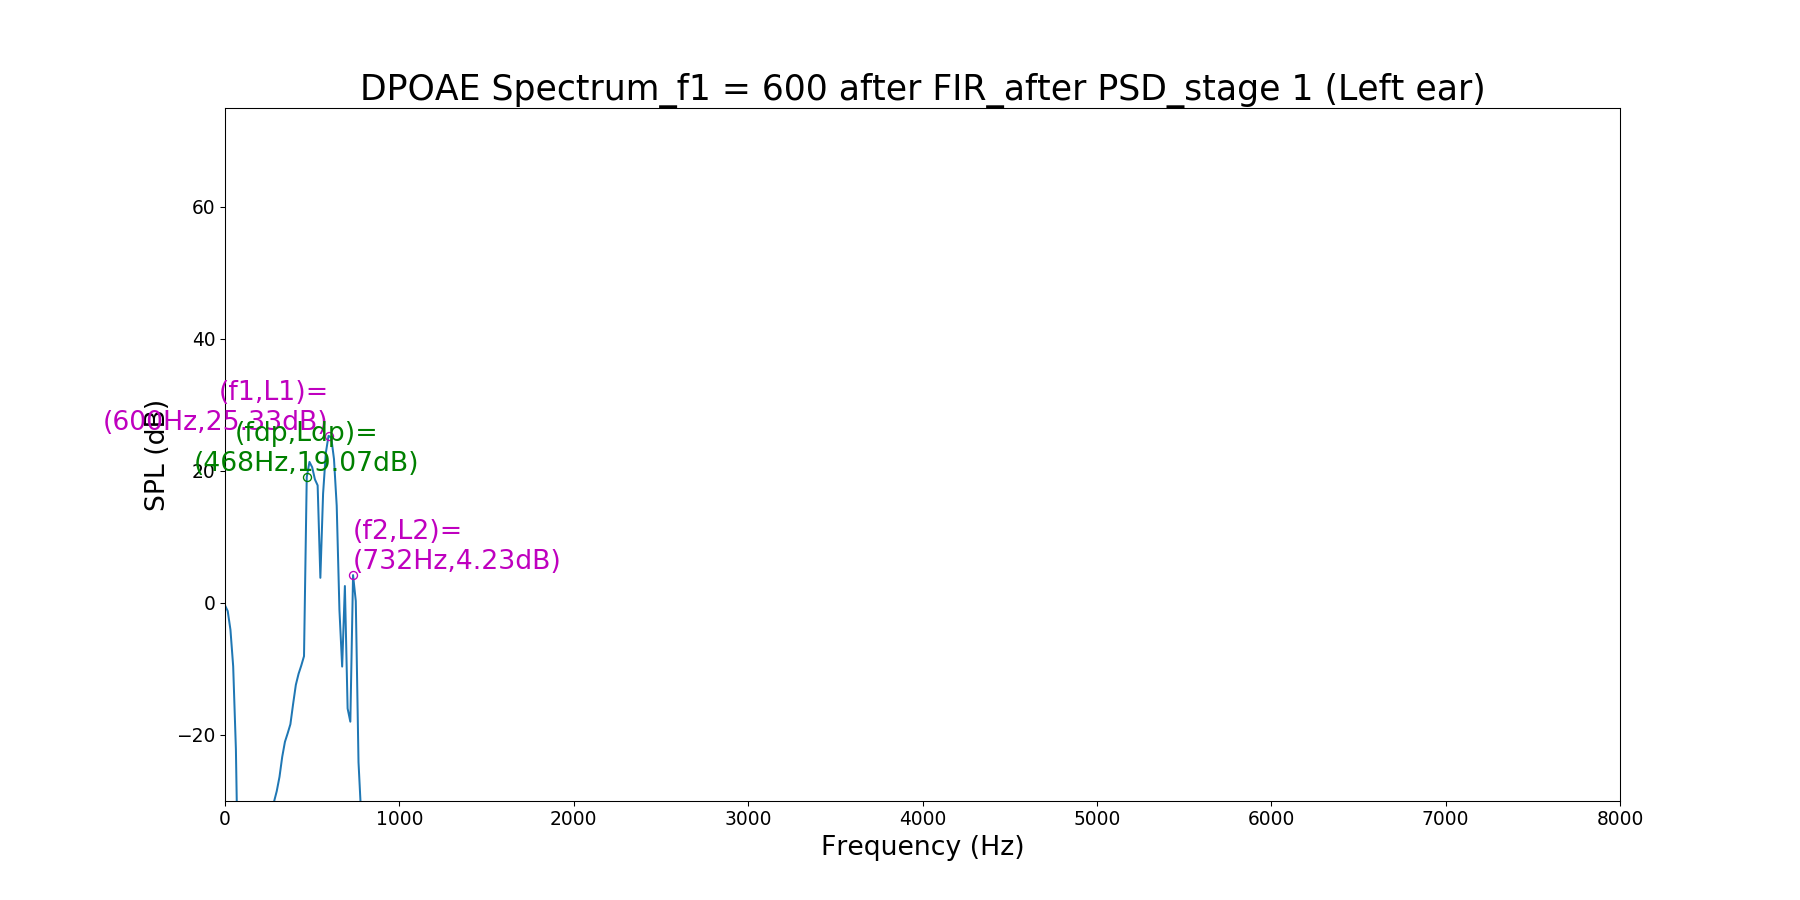 DPOAE Spectrum_f1 = 600 after FIR_after PSD_stage 1 (Left ear)
60
40
(f1,L1)=
(600Hz,25.33dB)
(fdp,Ldp)=
(468Hz,19.07dB)
20
SPL (dB)
(f2,L2)=
(732Hz,4.23dB)
0
−20
0 1000 2000 3000 4000 5000 6000 7000 8000
Frequency (Hz)